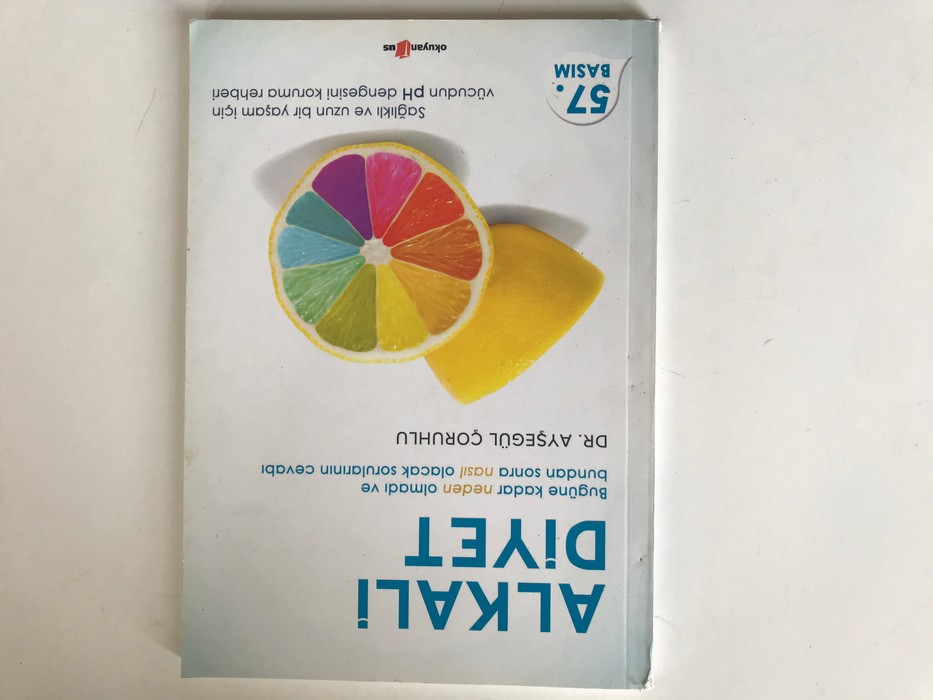 ALKALİ
DİYET
Bugüne kadar neden olmadı ve
bundan sonra nasıl olacak sorularının cevabı
DR. AYŞEGÜL ÇORUHLU
Sağlıklı ve uzun bir yaşam için
vücudun pH dengesini koruma rehberi
57.
BASIM
okuyan us